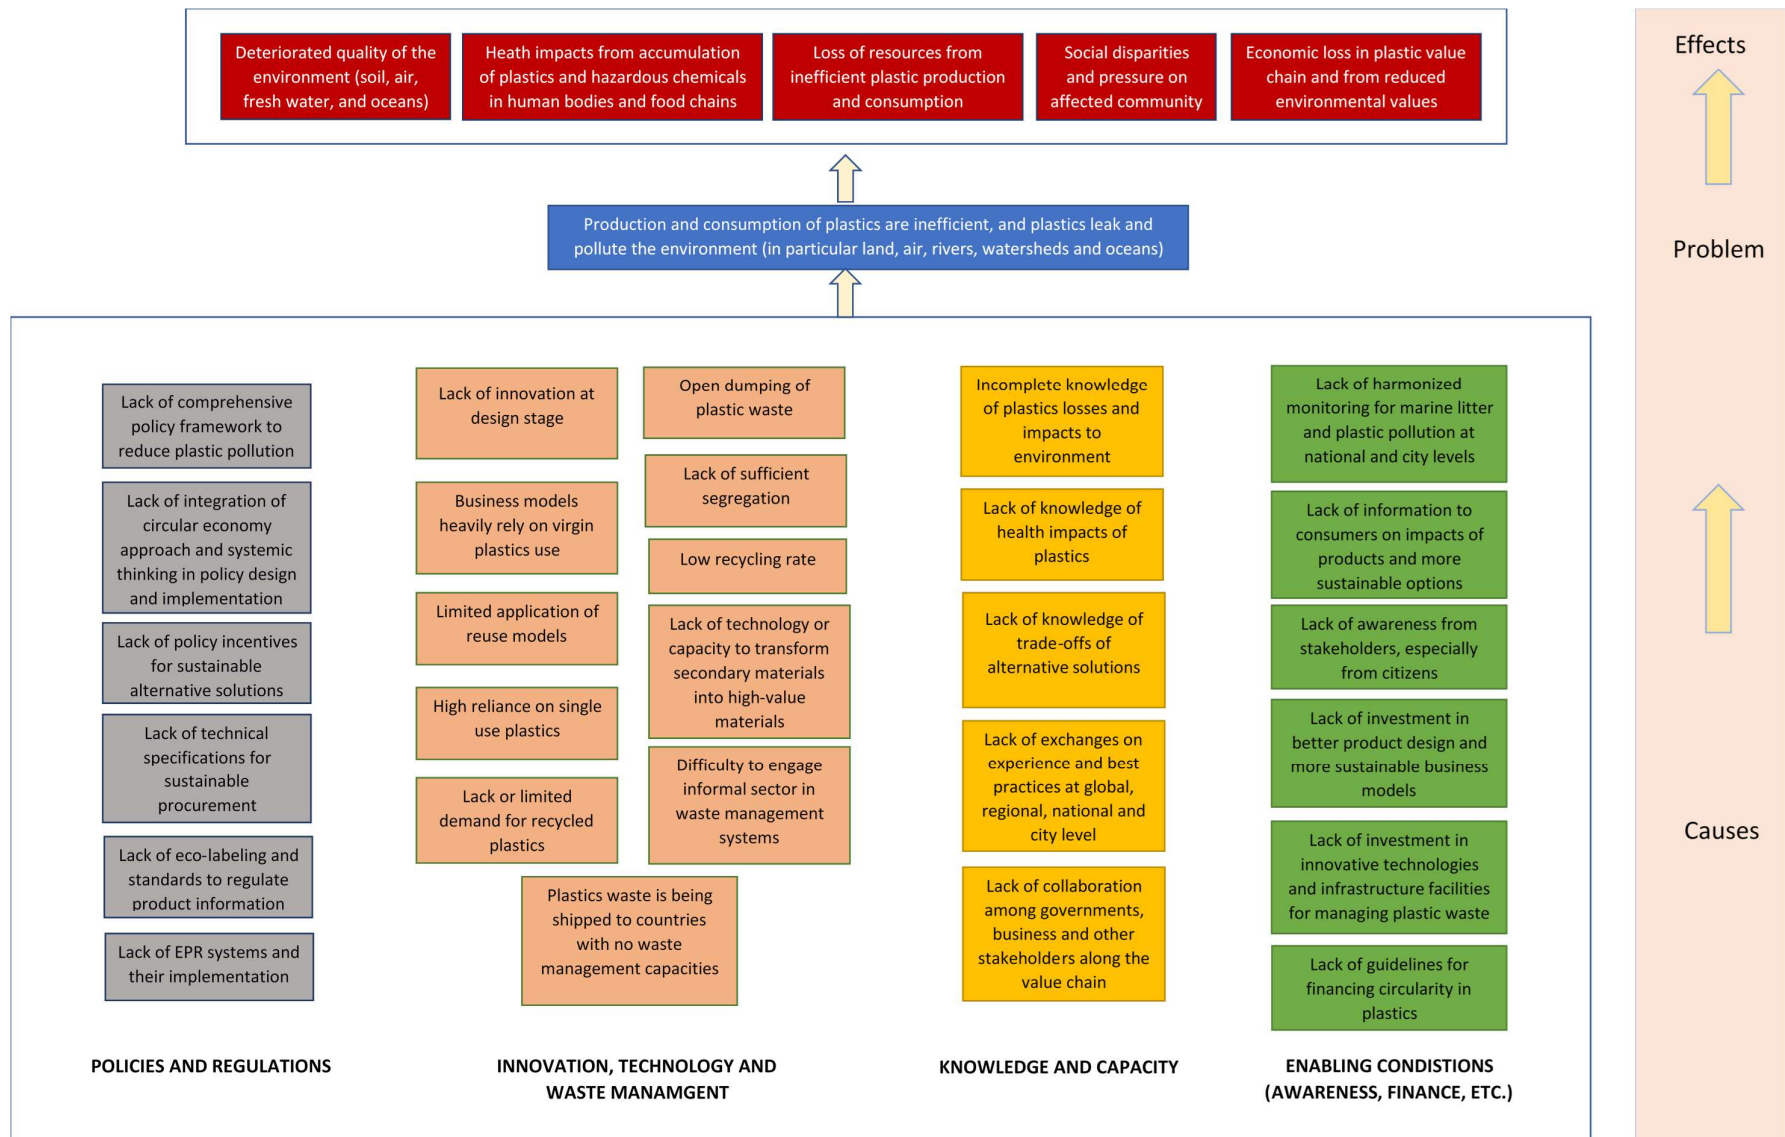 Effects
Deteriorated quality of the
environment (soil, air,
fresh water, and oceans)
Heath impacts from accumulation
of plastics and hazardous chemicals
in human bodies and food chains
Loss of resources from
inefficient plastic production
and consumption
Social disparities
and pressure on
affected community
Economic loss in plastic value
chain and from reduced
environmental values
Problem
Production and consumption of plastics are inefficient, and plastics leak and
pollute the environment (in particular land, air, rivers, watersheds and oceans)
Causes
Lack of comprehensive
policy framework to
reduce plastic pollution
Lack of integration of
circular economy
approach and systemic
thinking in policy design
and implementation
Lack of policy incentives
for sustainable
alternative solutions
Lack of technical
specifications for
sustainable
procurement
Lack of eco-labeling and
standards to regulate
product information
Lack of EPR systems and
their implementation
POLICIES AND REGULATIONS
Lack of innovation at
design stage
Business models
heavily rely on virgin
plastics use
Limited application of
reuse models
High reliance on single
use plastics
Lack or limited
demand for recycled
plastics
Open dumping of
plastic waste
Lack of sufficient
segregation
Low recycling rate
Lack of technology or
capacity to transform
secondary materials
into high-value
materials
Difficulty to engage
informal sector in
waste management
systems
Plastics waste is being
shipped to countries
with no waste
management capacities
INNOVATION, TECHNOLOGY AND
WASTE MANAMGENT
Incomplete knowledge
of plastics losses and
impacts to
environment
Lack of knowledge of
health impacts of
plastics
Lack of knowledge of
trade-offs of
alternative solutions
Lack of exchanges on
experience and best
practices at global,
regional, national and
city level
Lack of collaboration
among governments,
business and other
stakeholders along the
value chain
KNOWLEDGE AND CAPACITY
Lack of harmonized
monitoring for marine litter
and plastic pollution at
national and city levels
Lack of information to
consumers on impacts of
products and more
sustainable options
Lack of awareness from
stakeholders, especially
from citizens
Lack of investment in
better product design and
more sustainable business
models
Lack of investment in
innovative technologies
and infrastructure facilities
for managing plastic waste
Lack of guidelines for
financing circularity in
plastics
ENABLING CONDISTIONS
(AWARENESS, FINANCE, ETC.)